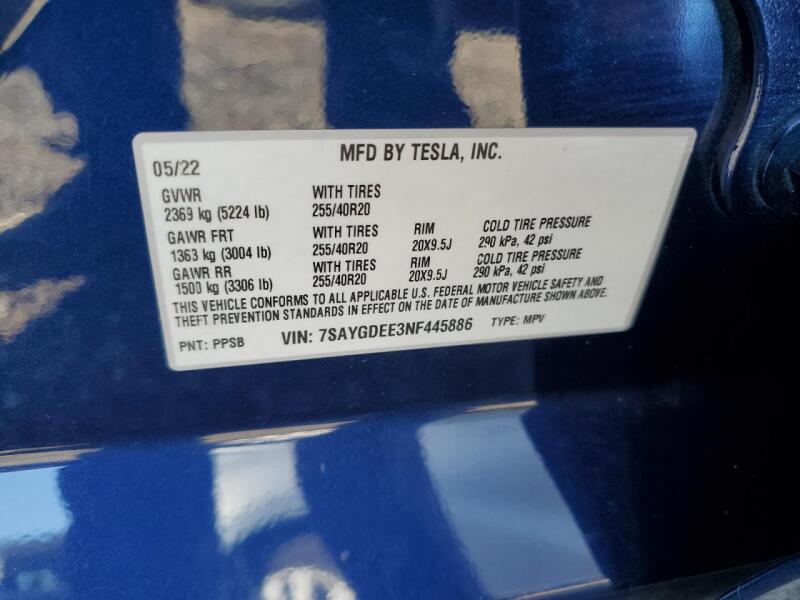 MFD BY TESLA, INC.
05/22
GVWR WITH TIRES
2369 kg (5224 lb) 255/40R20
GAWR FRT WITH TIRES RIM COLD TIRE PRESSURE
1363 kg (3004 lb) 255/40R20 20X9.5J 290 kPa, 42 psi
GAWR RR WITH TIRES RIM COLD TIRE PRESSURE
1500 kg (3306 lb) 255/40R20 20X9.5J 290 kPa, 42 psi
THIS VEHICLE CONFORMS TO ALL APPLICABLE U.S. FEDERAL MOTOR VEHICLE SAFETY AND
THEFT PREVENTION STANDARDS IN EFFECT ON THE DATE OF MANUFACTURE SHOWN ABOVE.
PNT: PPSB VIN: 7SAYGDEE3NF445886 TYPE: MPV